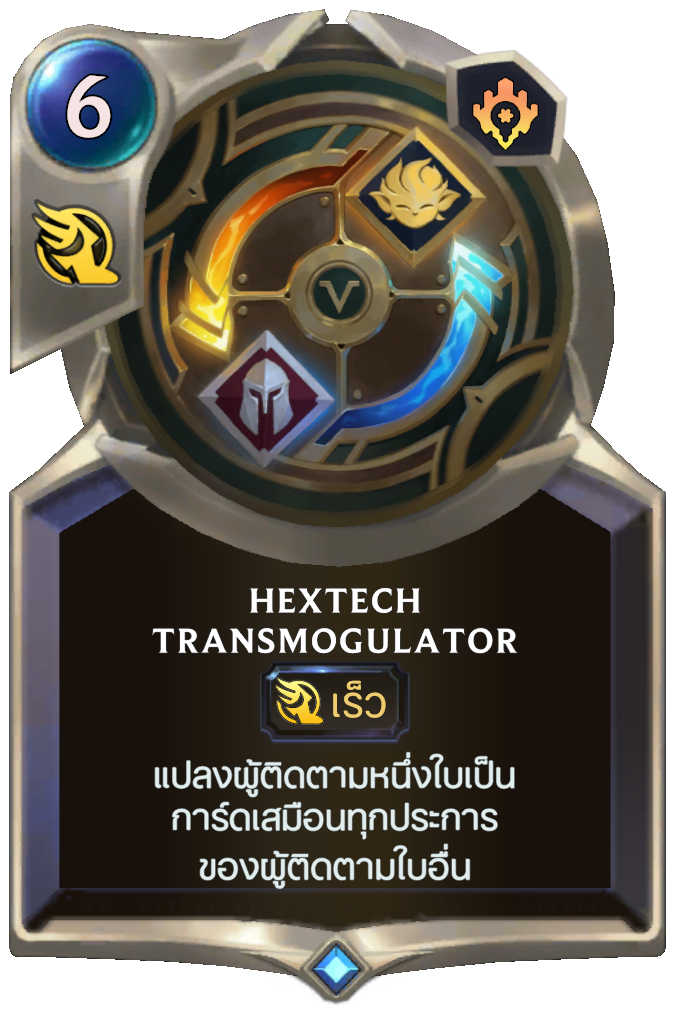 6
V
HEXTECH
TRANSMOGULATOR
เร็ว
แปลงผู้ติดตามหนึ่งใบเป็น
การ์ดเสมือนทุกประการ
ของผู้ติดตามใบอื่น